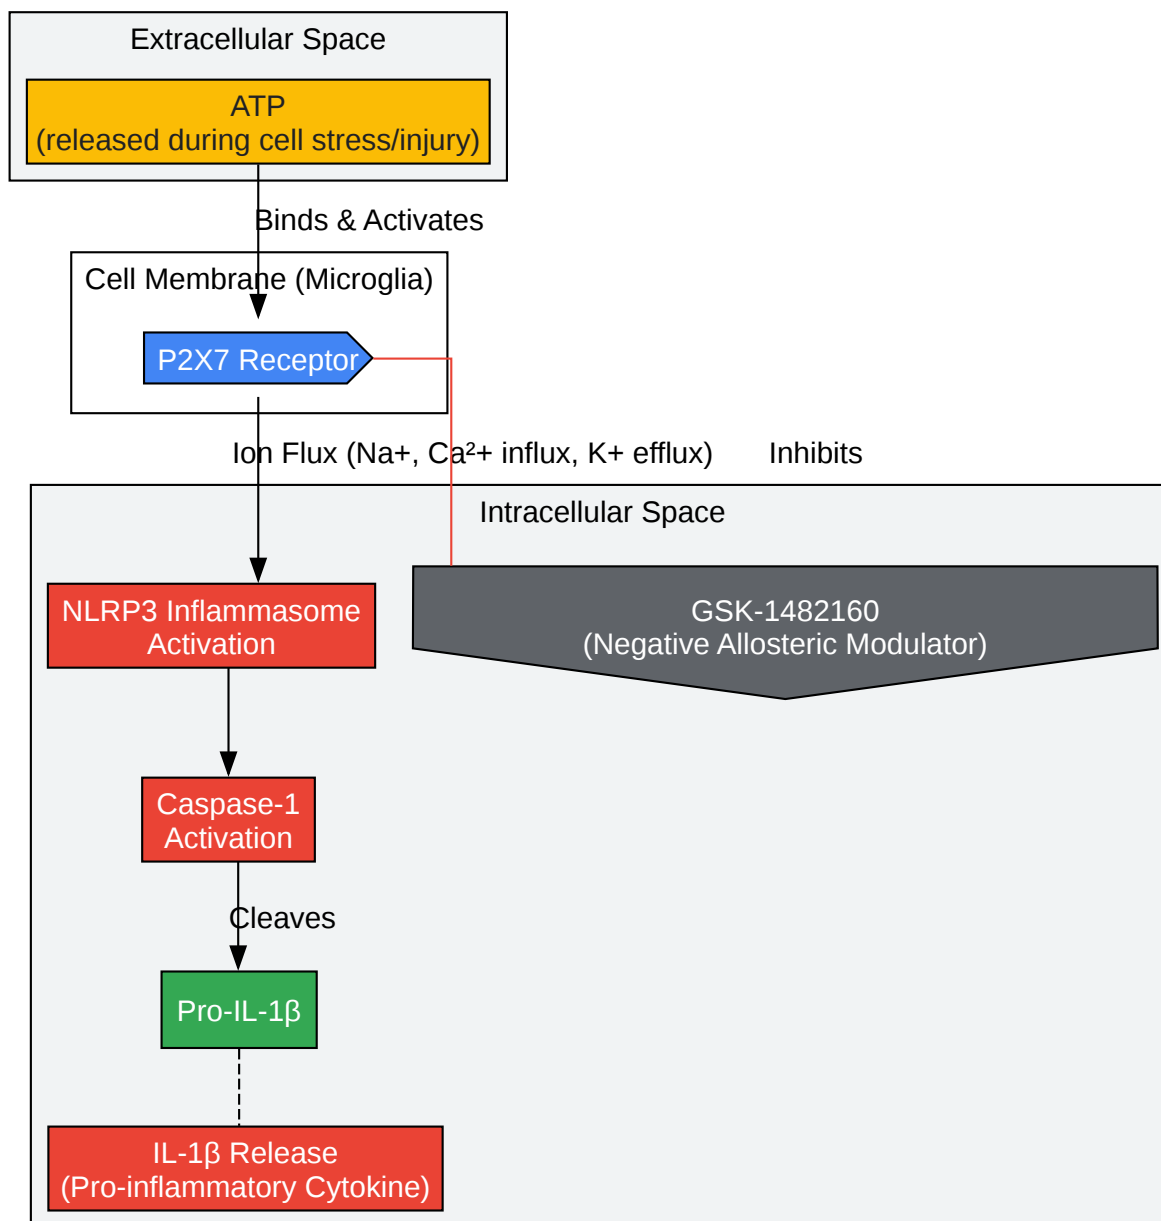 Extracellular Space
ATP
(released during cell stress/injury)
Binds & Activates
Cell Membrane (Microglia)
P2X7 Receptor
Ion Flux (Na+, Ca²+ influx, K+ efflux)
Inhibits
Intracellular Space
NLRP3 Inflammasome
Activation
GSK-1482160
(Negative Allosteric Modulator)
Caspase-1
Activation
Cleaves
Pro-IL-1β
IL-1β Release
(Pro-inflammatory Cytokine)